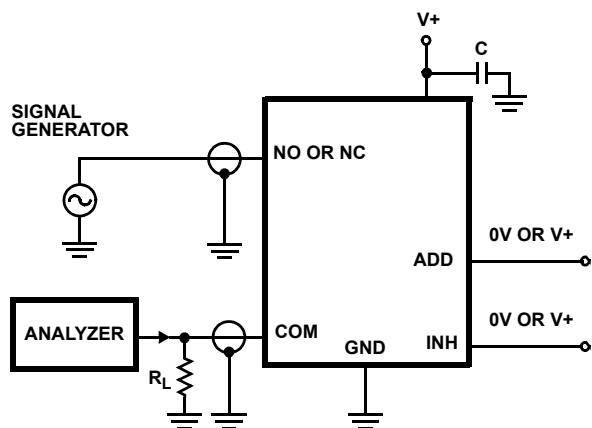 V+
C
SIGNAL
GENERATOR
NO OR NC
0V OR V+
ADD
0V OR V+
ANALYZER
COM
GND
INH
RL